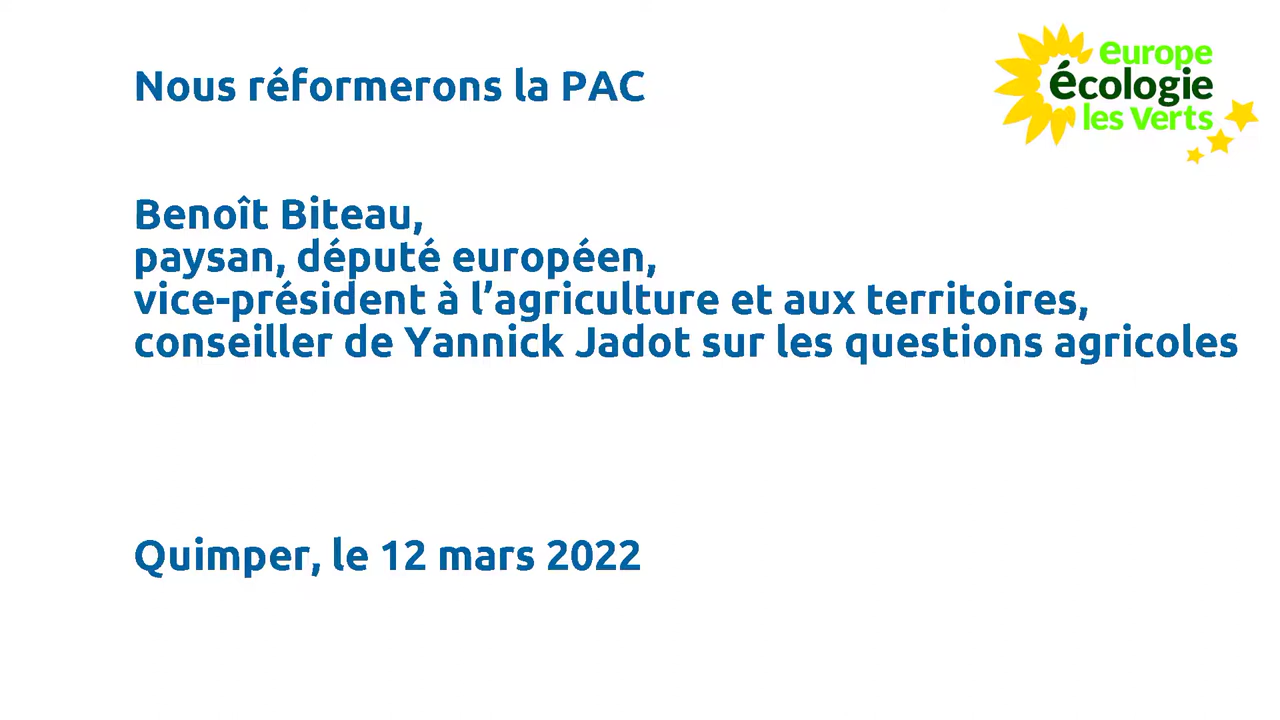 Nous réformerons la PAC
europe
écologie
les Verts
Benoît Biteau,
paysan, député européen,
vice-président à l’agriculture et aux territoires,
conseiller de Yannick Jadot sur les questions agricoles
Quimper, le 12 mars 2022